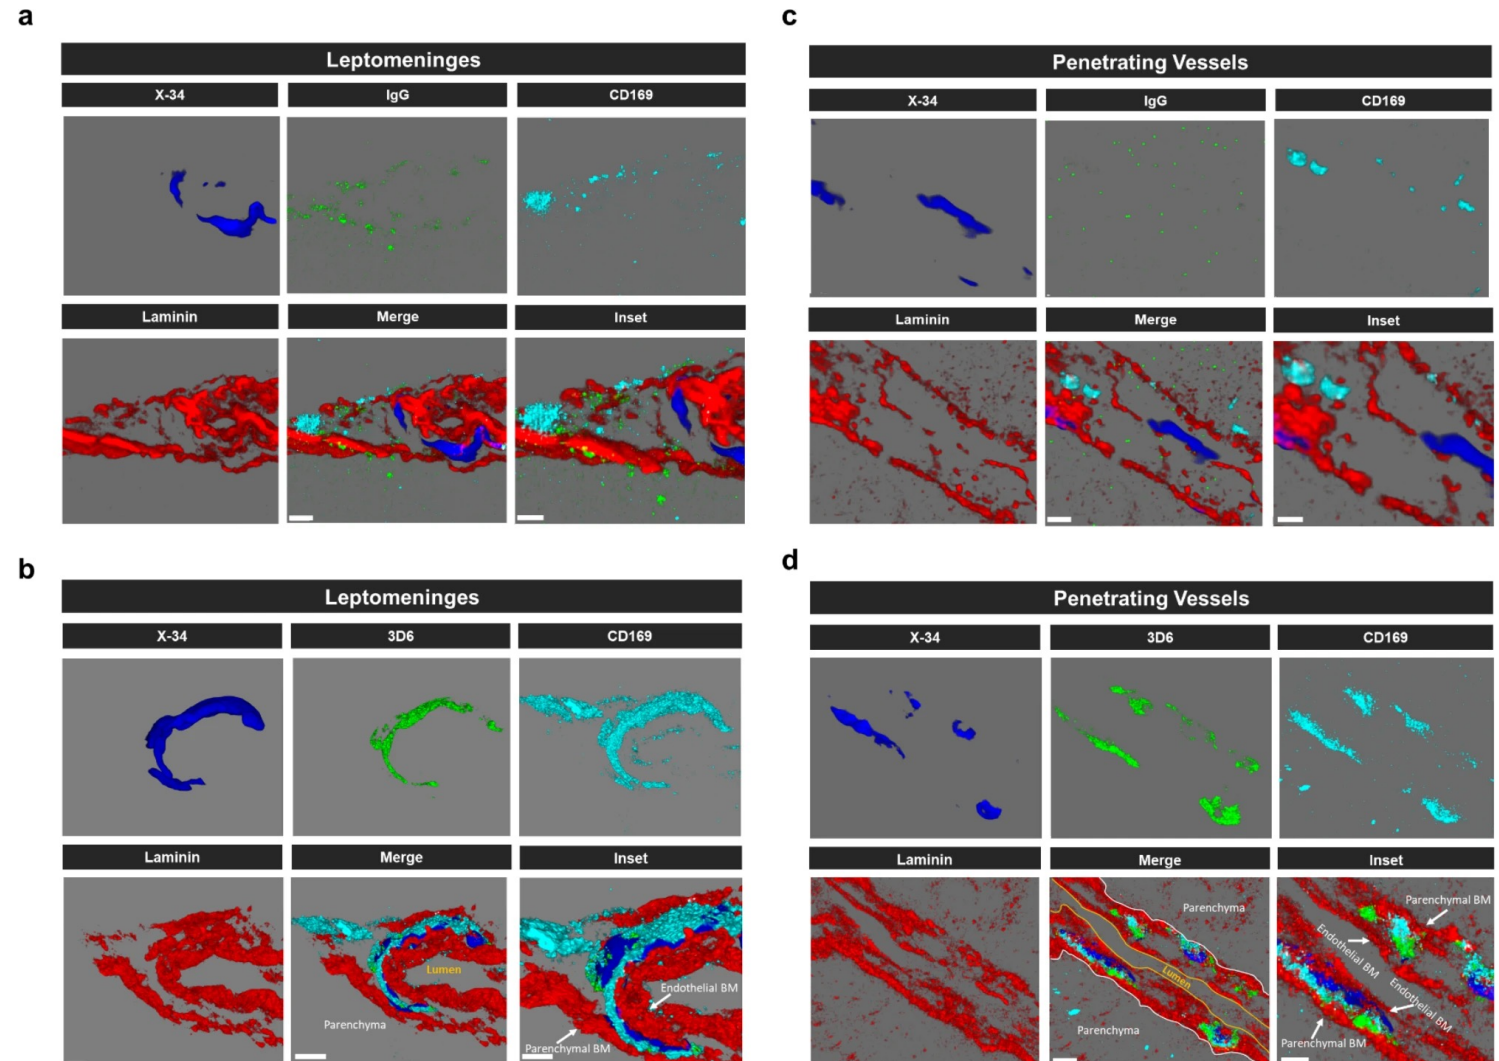 a
Leptomeninges
X-34 IgG CD169
Laminin Merge Inset
b
Leptomeninges
X-34 3D6 CD169
Laminin Merge Inset
Lumen
Endothelial BM
Parenchyma
Parenchymal BM
c
Penetrating Vessels
X-34 IgG CD169
Laminin Merge Inset
d
Penetrating Vessels
X-34 3D6 CD169
Laminin Merge Inset
Parenchyma
Lumen
Parenchyma
Parenchymal BM
Endothelial BM
Endothelial BM
Parenchymal BM